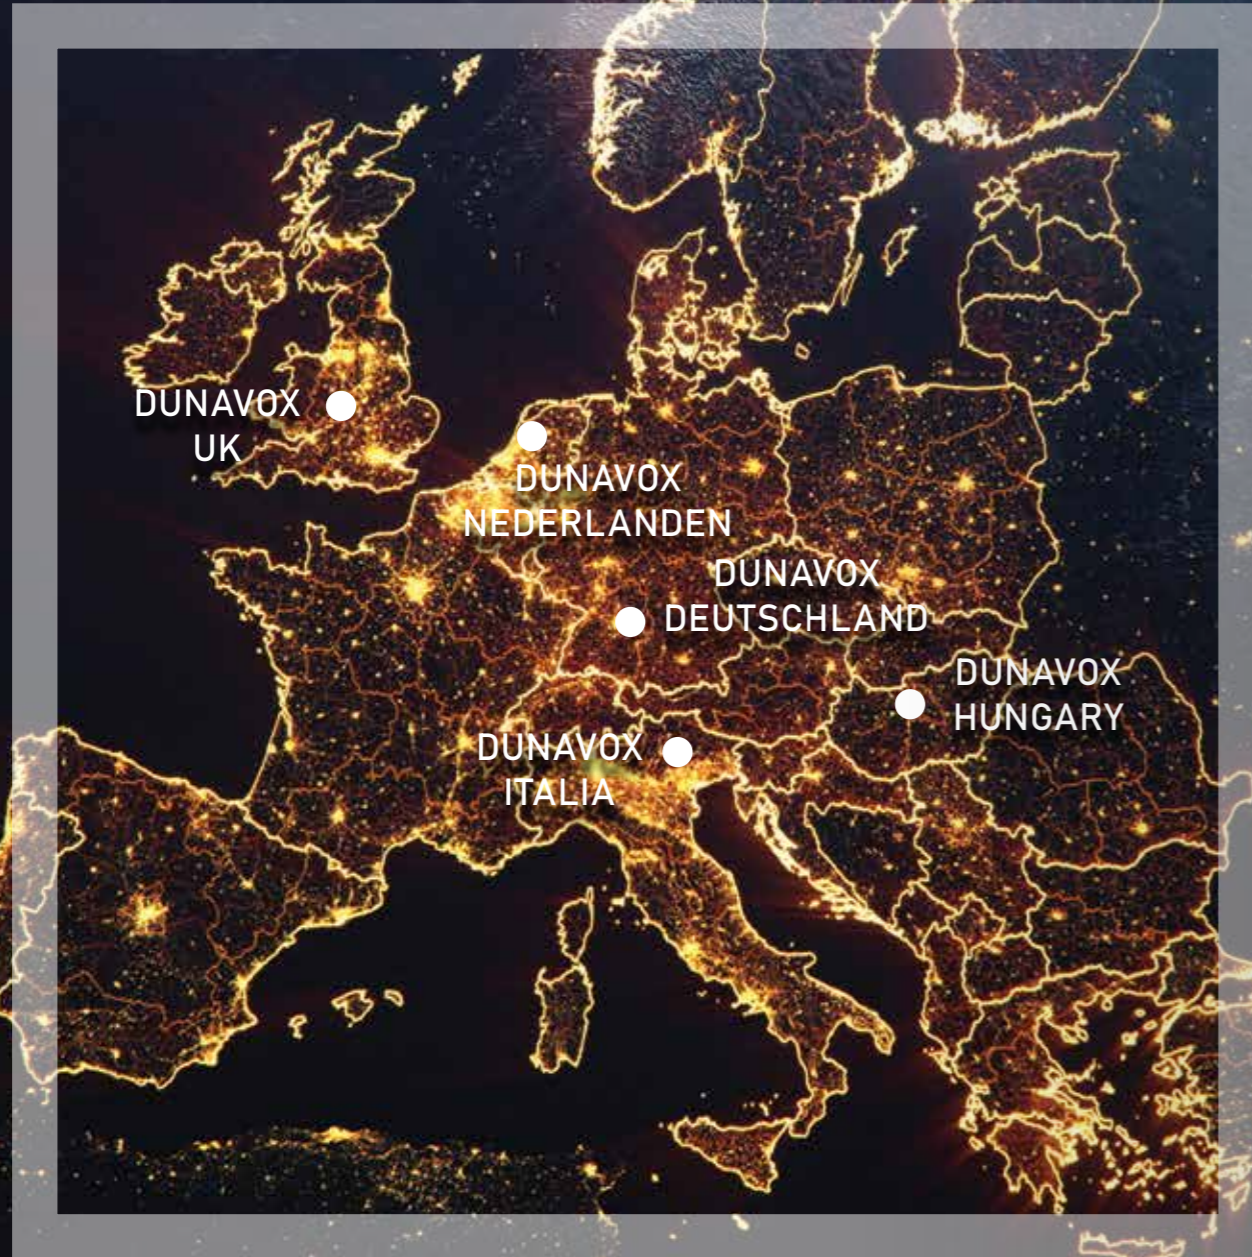 DUNAVOX
UK
DUNAVOX
NEDERLANDEN
DUNAVOX
DEUTSCHLAND
DUNAVOX
HUNGARY
DUNAVOX
ITALIA